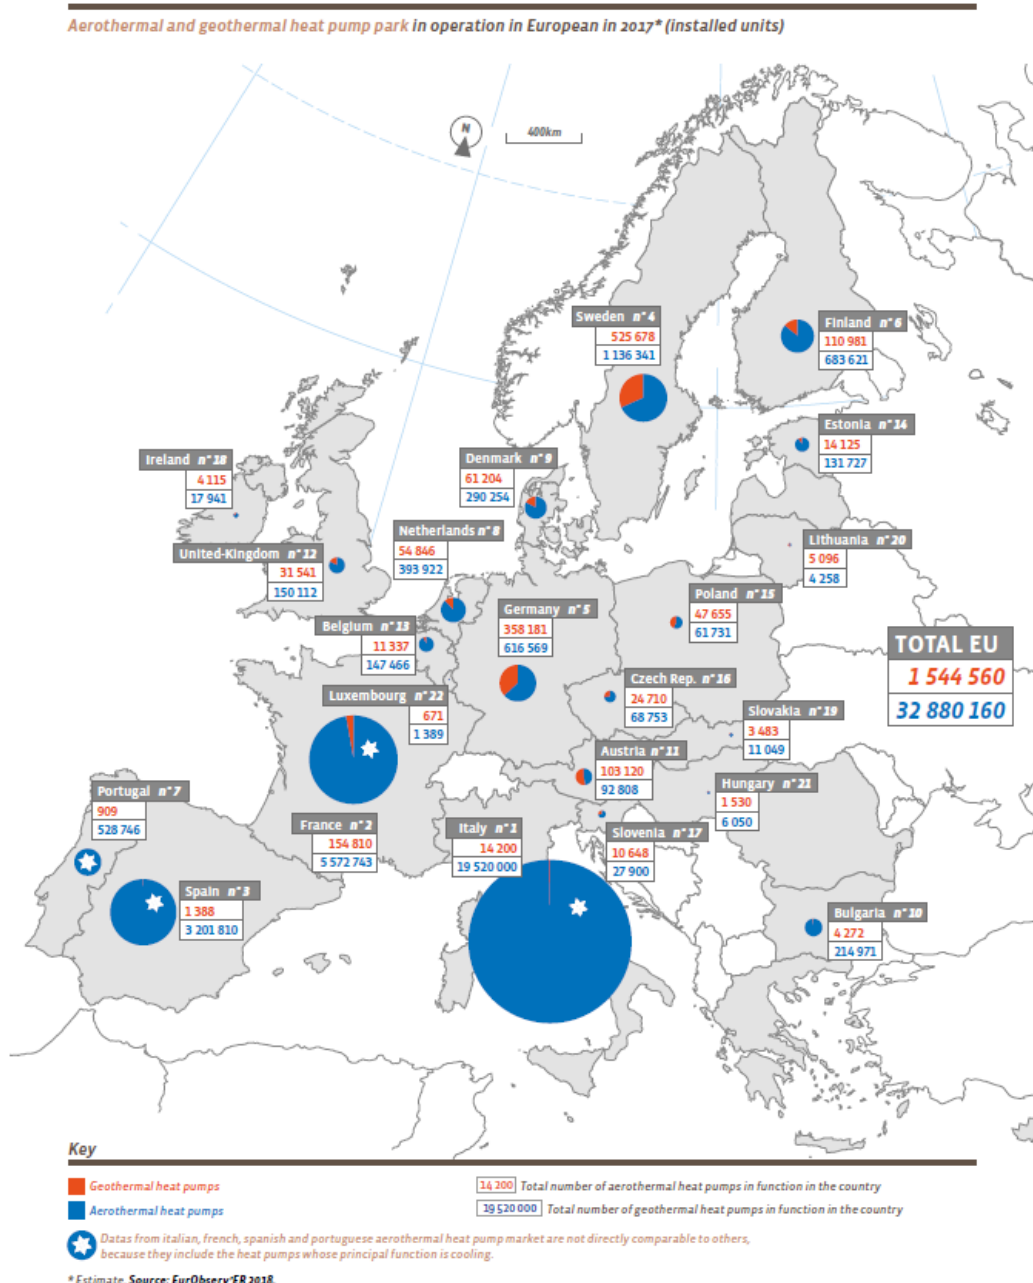 Aerothermal and geothermal heat pump park in operation in European in 2017* (installed units)
N
400km
Sweden n°4
525 678
1 136 341
Finland n°6
110 981
683 621
Estonia n°14
14 125
131 727
Ireland n°18
4 115
17 941
Denmark n°9
61 204
290 254
Netherlands n°8
54 846
393 922
Lithuania n°20
5 096
4 258
United-Kingdom n°12
31 541
150 112
Poland n°15
47 655
61 731
Germany n°5
358 181
616 569
Belgium n°13
11 337
147 466
TOTAL EU
1 544 560
32 880 160
Czech Rep. n°16
24 710
68 753
Luxembourg n°22
671
1 389
Slovakia n°19
3 483
11 049
Austria n°11
103 120
92 808
Hungary n°21
1 530
6 050
Portugal n°7
909
528 746
France n°2
154 810
5 572 743
Italy n°1
14 200
19 520 000
Slovenia n°17
10 648
27 900
Spain n°3
1 388
3 201 810
Bulgaria n°10
4 272
214 971
Key
Geothermal heat pumps
14 200 Total number of aerothermal heat pumps in function in the country
Aerothermal heat pumps
19 520 000 Total number of geothermal heat pumps in function in the country
Datas from italian, french, spanish and portuguese aerothermal heat pump market are not directly comparable to others,
because they include the heat pumps whose principal function is cooling.
* Estimate. Source: EurObserv'ER 2018.